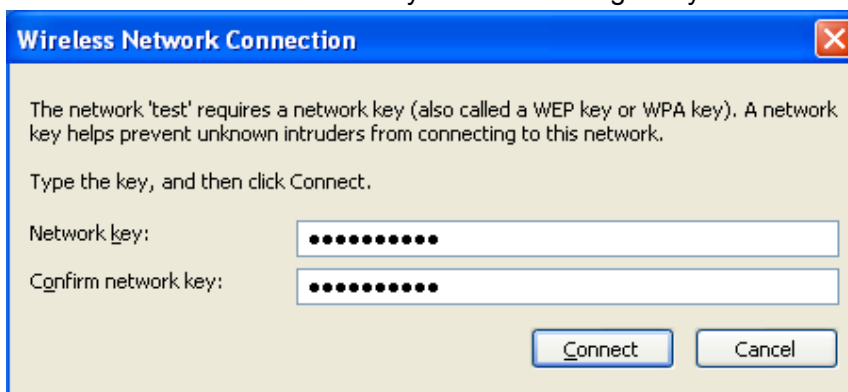 Wireless Network Connection
The network 'test' requires a network key (also called a WEP key or WPA key). A network
key helps prevent unknown intruders from connecting to this network.
Type the key, and then click Connect.
Network key:
••••••••••
Confirm network key:
••••••••••
Connect Cancel